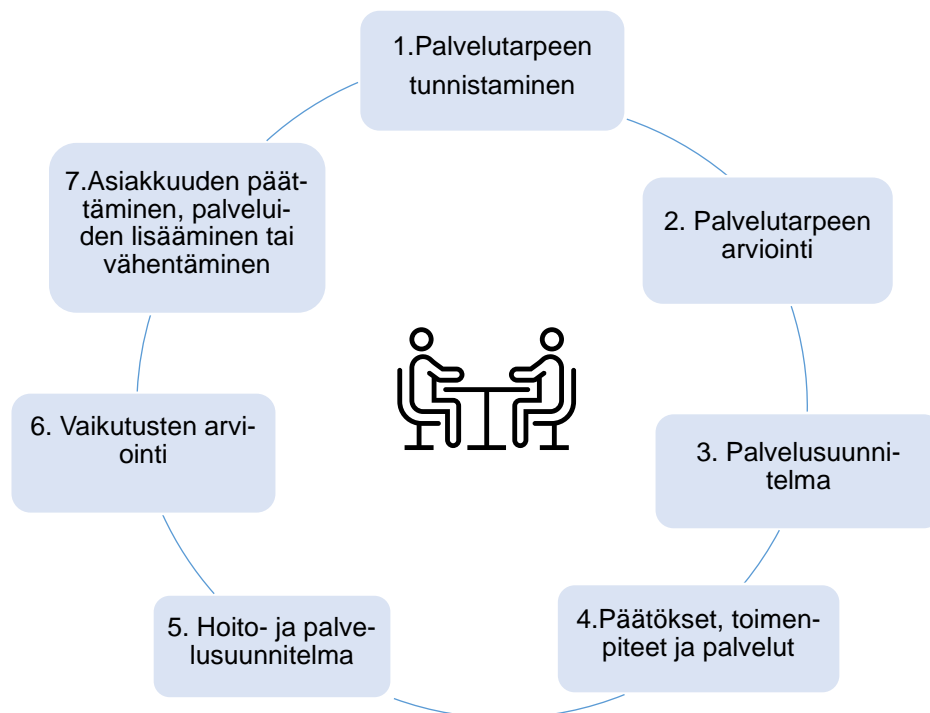 1.Palvelutarpeen
tunnistaminen
2. Palvelutarpeen
arviointi
3. Palvelusuunni-
telma
4.Päätökset, toimen-
piteet ja palvelut
5. Hoito- ja palve-
lusuunnitelma
6. Vaikutusten arvi-
ointi
7.Asiakkuuden päät-
täminen, palvelui-
den lisääminen tai
vähentäminen